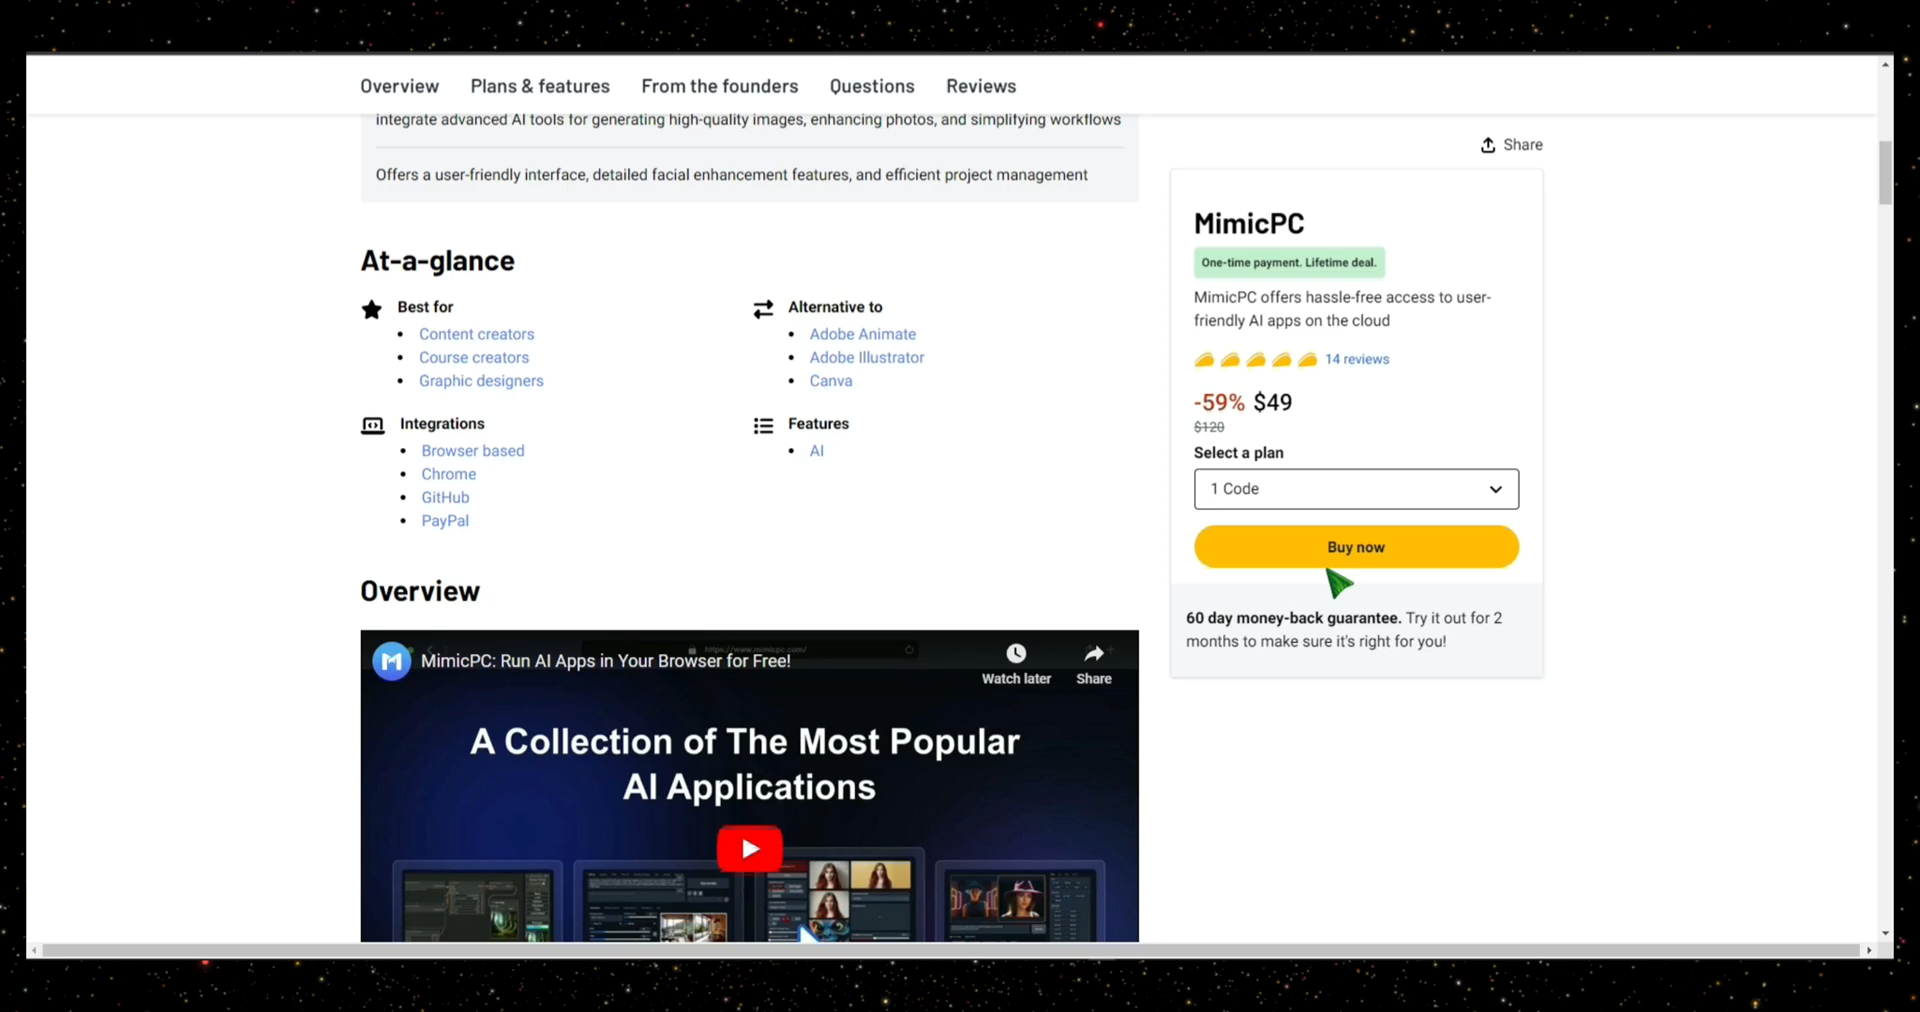 Overview Plans & features From the founders Questions Reviews
integrate advanced AI tools for generating high-quality images, enhancing photos, and simplifying workflows
Offers a user-friendly interface, detailed facial enhancement features, and efficient project management
At-a-glance
Best for
Content creators
Course creators
Graphic designers
Alternative to
Adobe Animate
Adobe Illustrator
Canva
Integrations
Browser based
Chrome
GitHub
PayPal
Features
AI
Overview
MimicPC: Run AI Apps in Your Browser for Free!
https://www.mimicpc.com/
Watch later
Share
A Collection of The Most Popular
AI Applications
Share
MimicPC
One-time payment. Lifetime deal.
MimicPC offers hassle-free access to user-
friendly AI apps on the cloud
14 reviews
-59% $49
$120
Select a plan
1 Code
Buy now
60 day money-back guarantee. Try it out for 2
months to make sure it's right for you!